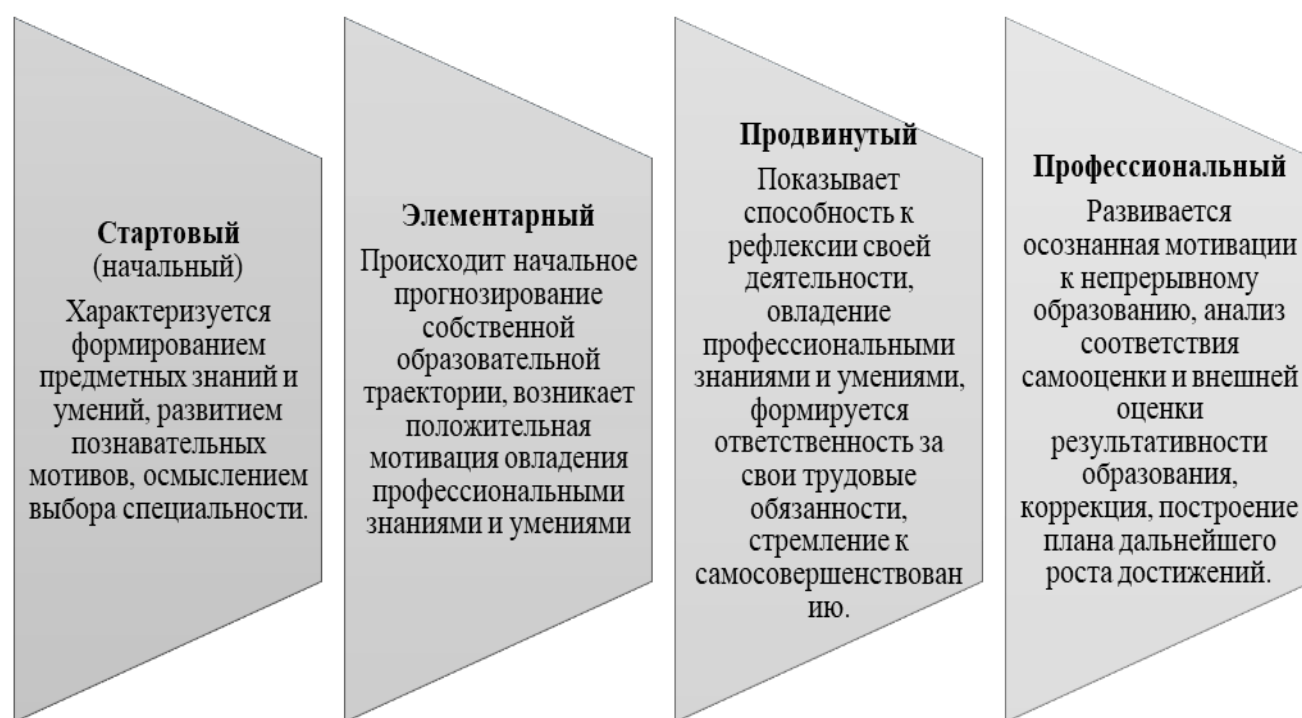 Стартовый
(начальный)
Характеризуется
формированием
предметных знаний и
умений, развитием
познавательных
мотивов, осмыслением
выбора специальности.
Элементарный
Происходит начальное
прогнозирование
собственной
образовательной
траектории, возникает
положительная
мотивация овладения
профессиональными
знаниями и умениями
Продвинутый
Показывает
способность к
рефлексии своей
деятельности,
овладение
профессиональными
знаниями и умениями,
формируется
ответственность за
свои трудовые
обязанности,
стремление к
самосовершенствован
ию.
Профессиональный
Развивается
осознанная мотивации
к непрерывному
образованию, анализ
соответствия
самооценки и внешней
оценки
результативности
образования,
коррекция, построение
плана дальнейшего
роста достижений.